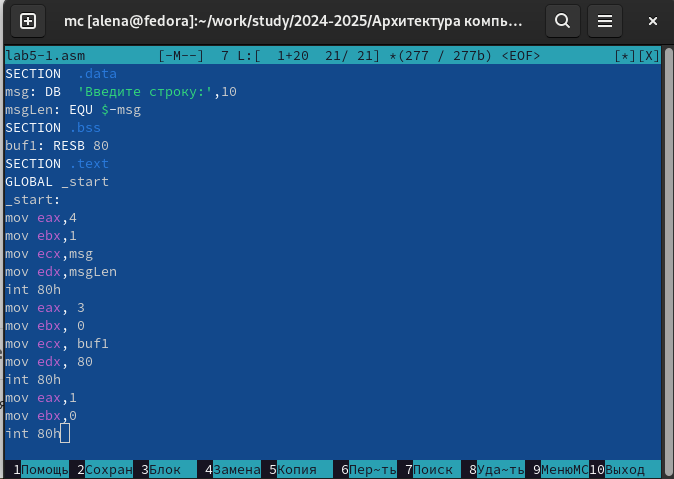 mc [alena@fedora]:~/work/study/2024-2025/Архитектура компь...
lab5-1.asm [-M--] 7 L:[ 1+20 21/ 21] *(277 / 277b) <EOF> [*][X]
SECTION .data
msg: DB 'Введите строку:',10
msgLen: EQU $-msg
SECTION .bss
buf1: RESB 80
SECTION .text
GLOBAL _start
_start:
mov eax,4
mov ebx,1
mov ecx,msg
mov edx,msgLen
int 80h
mov eax, 3
mov ebx, 0
mov ecx, buf1
mov edx, 80
int 80h
mov eax,1
mov ebx,0
int 80h
1Помощь 2Сохран 3Блок 4Замена 5Копия 6Пер~ть 7Поиск 8Уда~ть 9МенюMC 10Выход